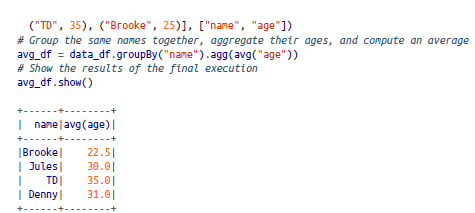 ("TD", 35), ("Brooke", 25)], ["name", "age"])
# Group the same names together, aggregate their ages, and compute an average
avg_df = data_df.groupBy("name").agg(avg("age"))
# Show the results of the final execution
avg_df.show()

+------+--------+
|  name|avg(age)|
+------+--------+
|Brooke|    22.5|
| Jules|    30.0|
|    TD|    35.0|
| Denny|    31.0|
+------+--------+